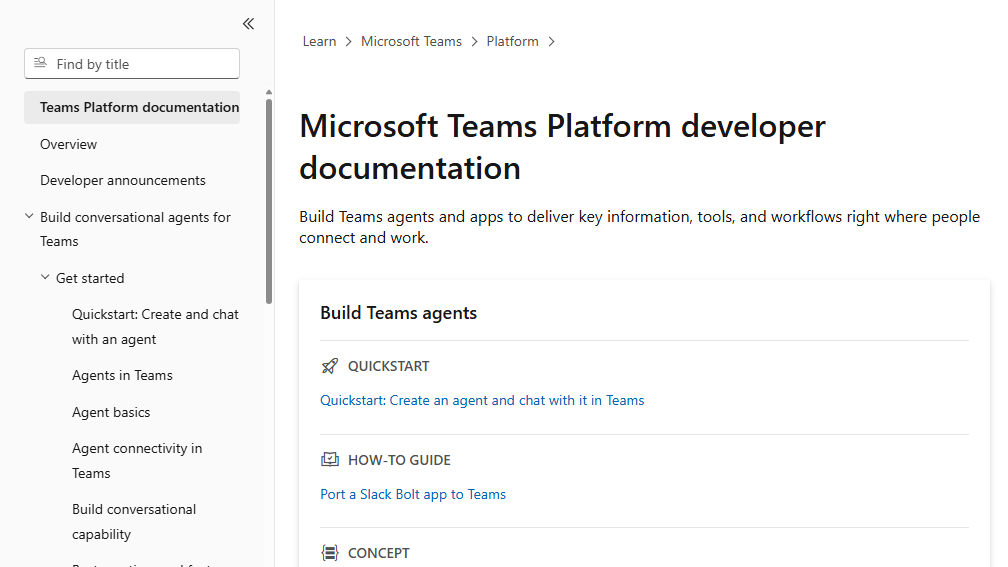 Find by title
Teams Platform documentation
Overview
Developer announcements
Build conversational agents for
Teams
Get started
Quickstart: Create and chat
with an agent
Agents in Teams
Agent basics
Agent connectivity in
Teams
Build conversational
capability
Learn > Microsoft Teams > Platform >
Microsoft Teams Platform developer
documentation
Build Teams agents and apps to deliver key information, tools, and workflows right where people
connect and work.
Build Teams agents
QUICKSTART
Quickstart: Create an agent and chat with it in Teams
HOW-TO GUIDE
Port a Slack Bolt app to Teams
CONCEPT